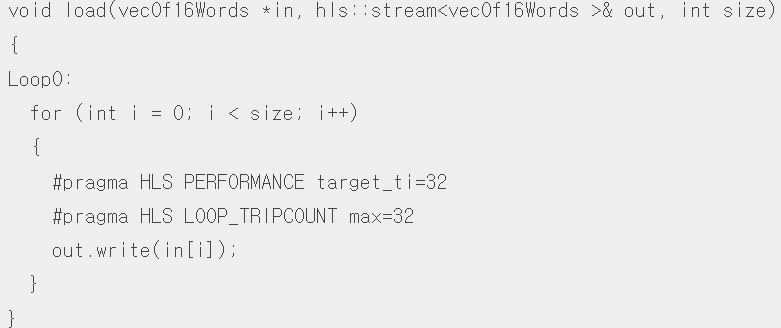 void load(vecOf16Words *in, hls::stream<vecOf16Words >& out, int size)
{
Loop0:
  for (int i = 0; i < size; i++)
  {
    #pragma HLS PERFORMANCE target_ti=32
    #pragma HLS LOOP_TRIPCOUNT max=32
    out.write(in[i]);
  }
}